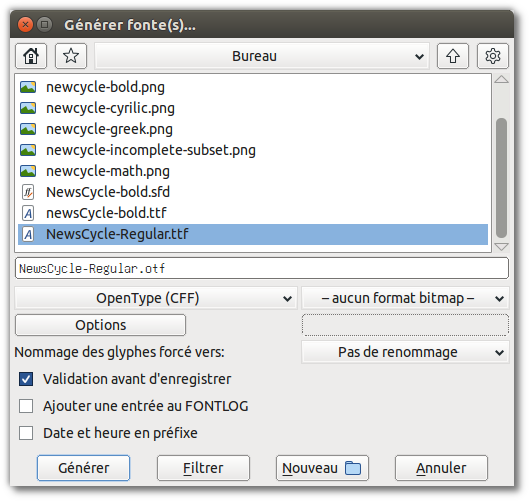 Générer fonte(s)...
Bureau
newcycle-bold.png
newcycle-cyrilic.png
newcycle-greek.png
newcycle-incomplete-subset.png
newcycle-math.png
NewsCycle-bold.sfd
newsCycle-bold.ttf
NewsCycle-Regular.ttf
NewsCycle-Regular.otf
OpenType (CFF)
– aucun format bitmap –
Options
Nommage des glyphes forcé vers:
Pas de renommage
Validation avant d'enregistrer
Ajouter une entrée au FONTLOG
Date et heure en préfixe
Générer
Filtrer
Nouveau
Annuler